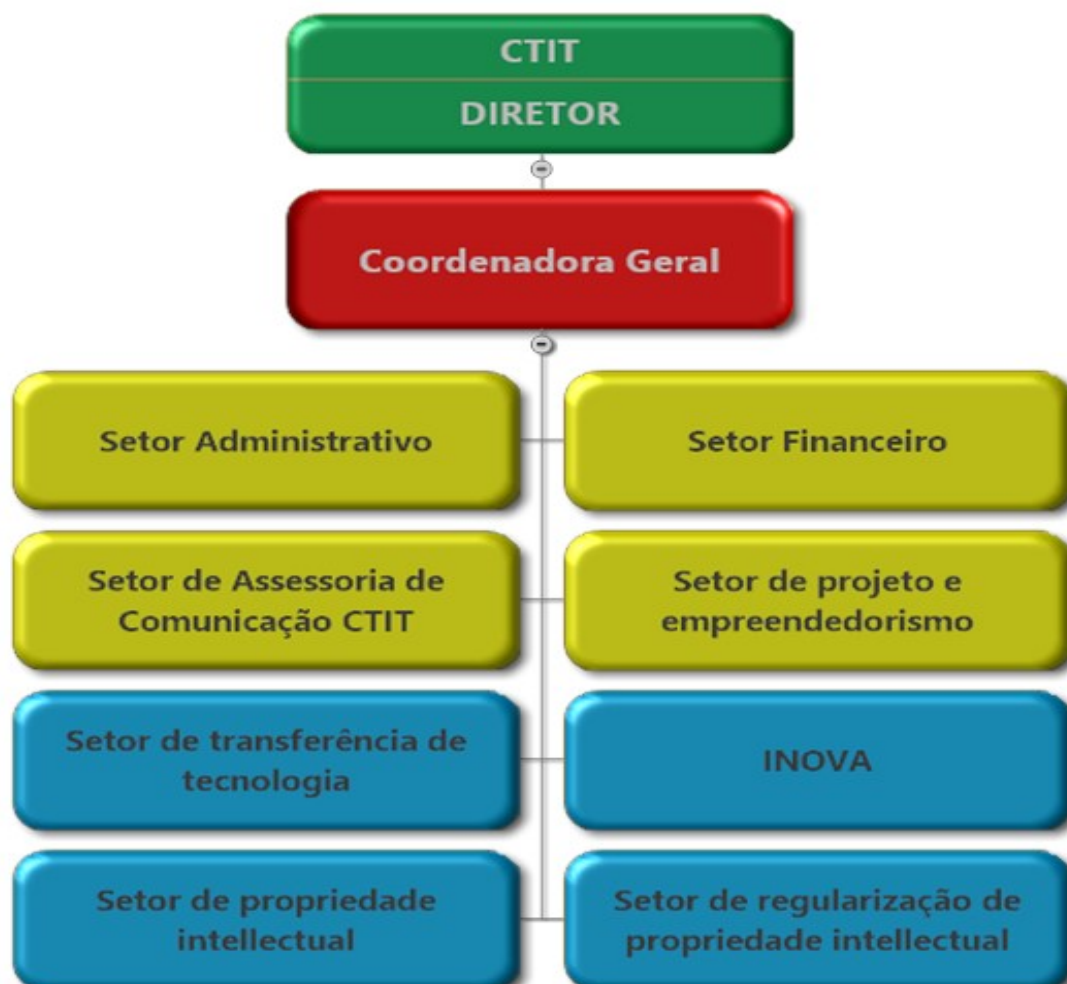 CTIT
DIRETOR
Coordenadora Geral
Setor Administrativo
Setor Financeiro
Setor de Assessoria de
Comunicação CTIT
Setor de projeto e
empreendedorismo
Setor de transferência de
tecnologia
INOVA
Setor de propriedade
intellectual
Setor de regularização de
propriedade intellectual